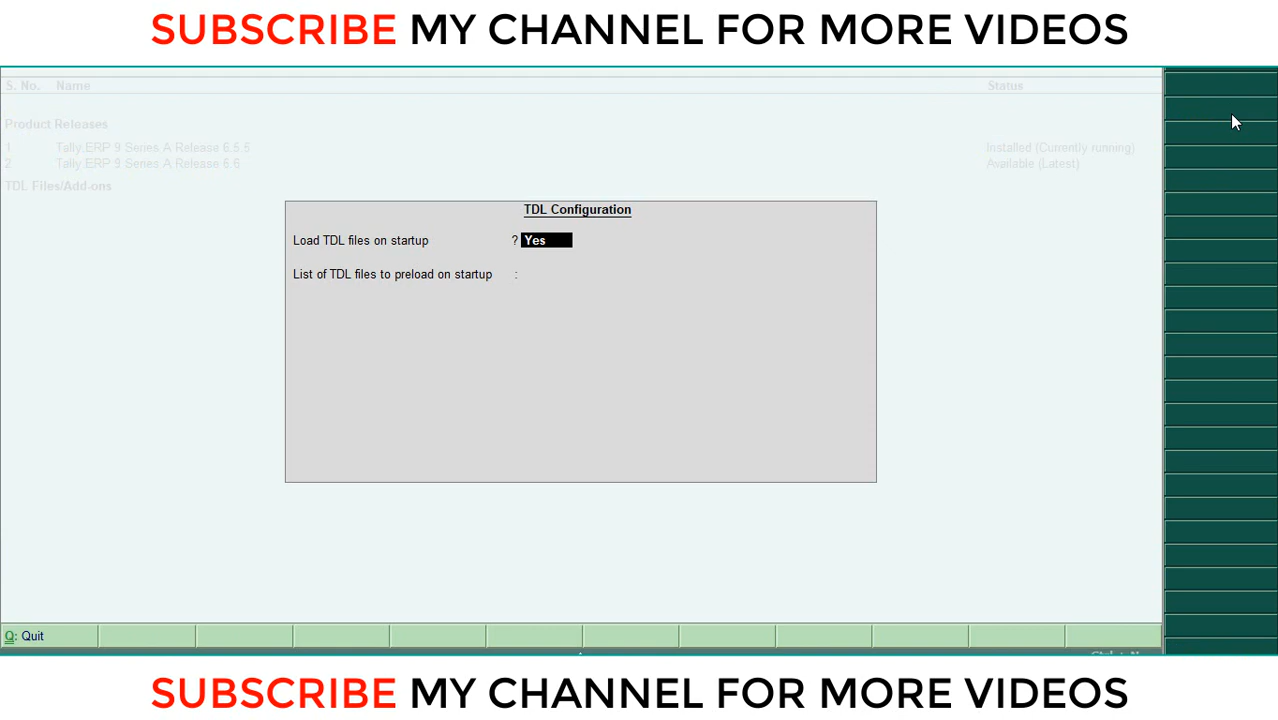 SUBSCRIBE MY CHANNEL FOR MORE VIDEOS
S. No. Name Status
Product Releases
1 Tally.ERP 9 Series A Release 6.5.5 Installed (Currently running)
2 Tally.ERP 9 Series A Release 6.6 Available (Latest)
TDL Files/Add-ons
TDL Configuration
Load TDL files on startup ? Yes
List of TDL files to preload on startup :
Q: Quit
SUBSCRIBE MY CHANNEL FOR MORE VIDEOS